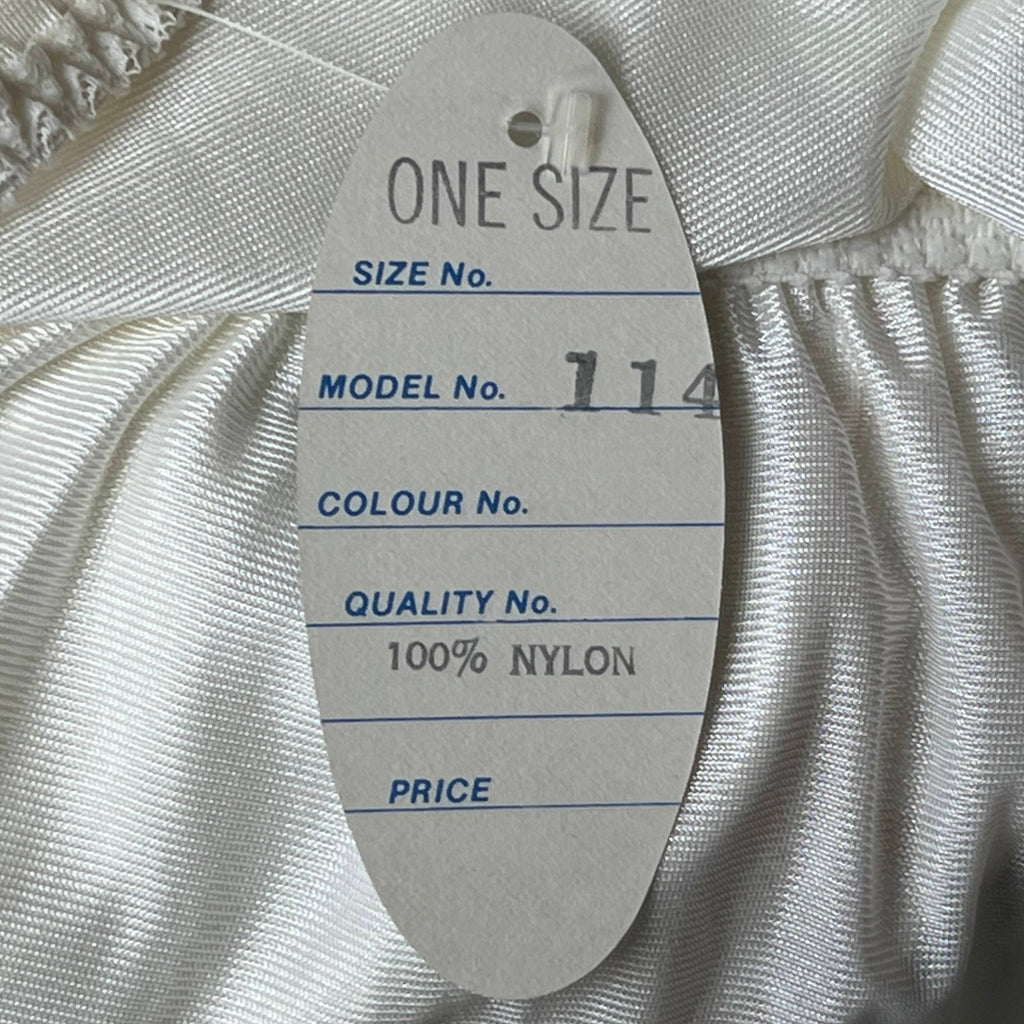 ONE SIZE
SIZE No.
MODEL No. 114
COLOUR No.
QUALITY No.
100% NYLON
PRICE